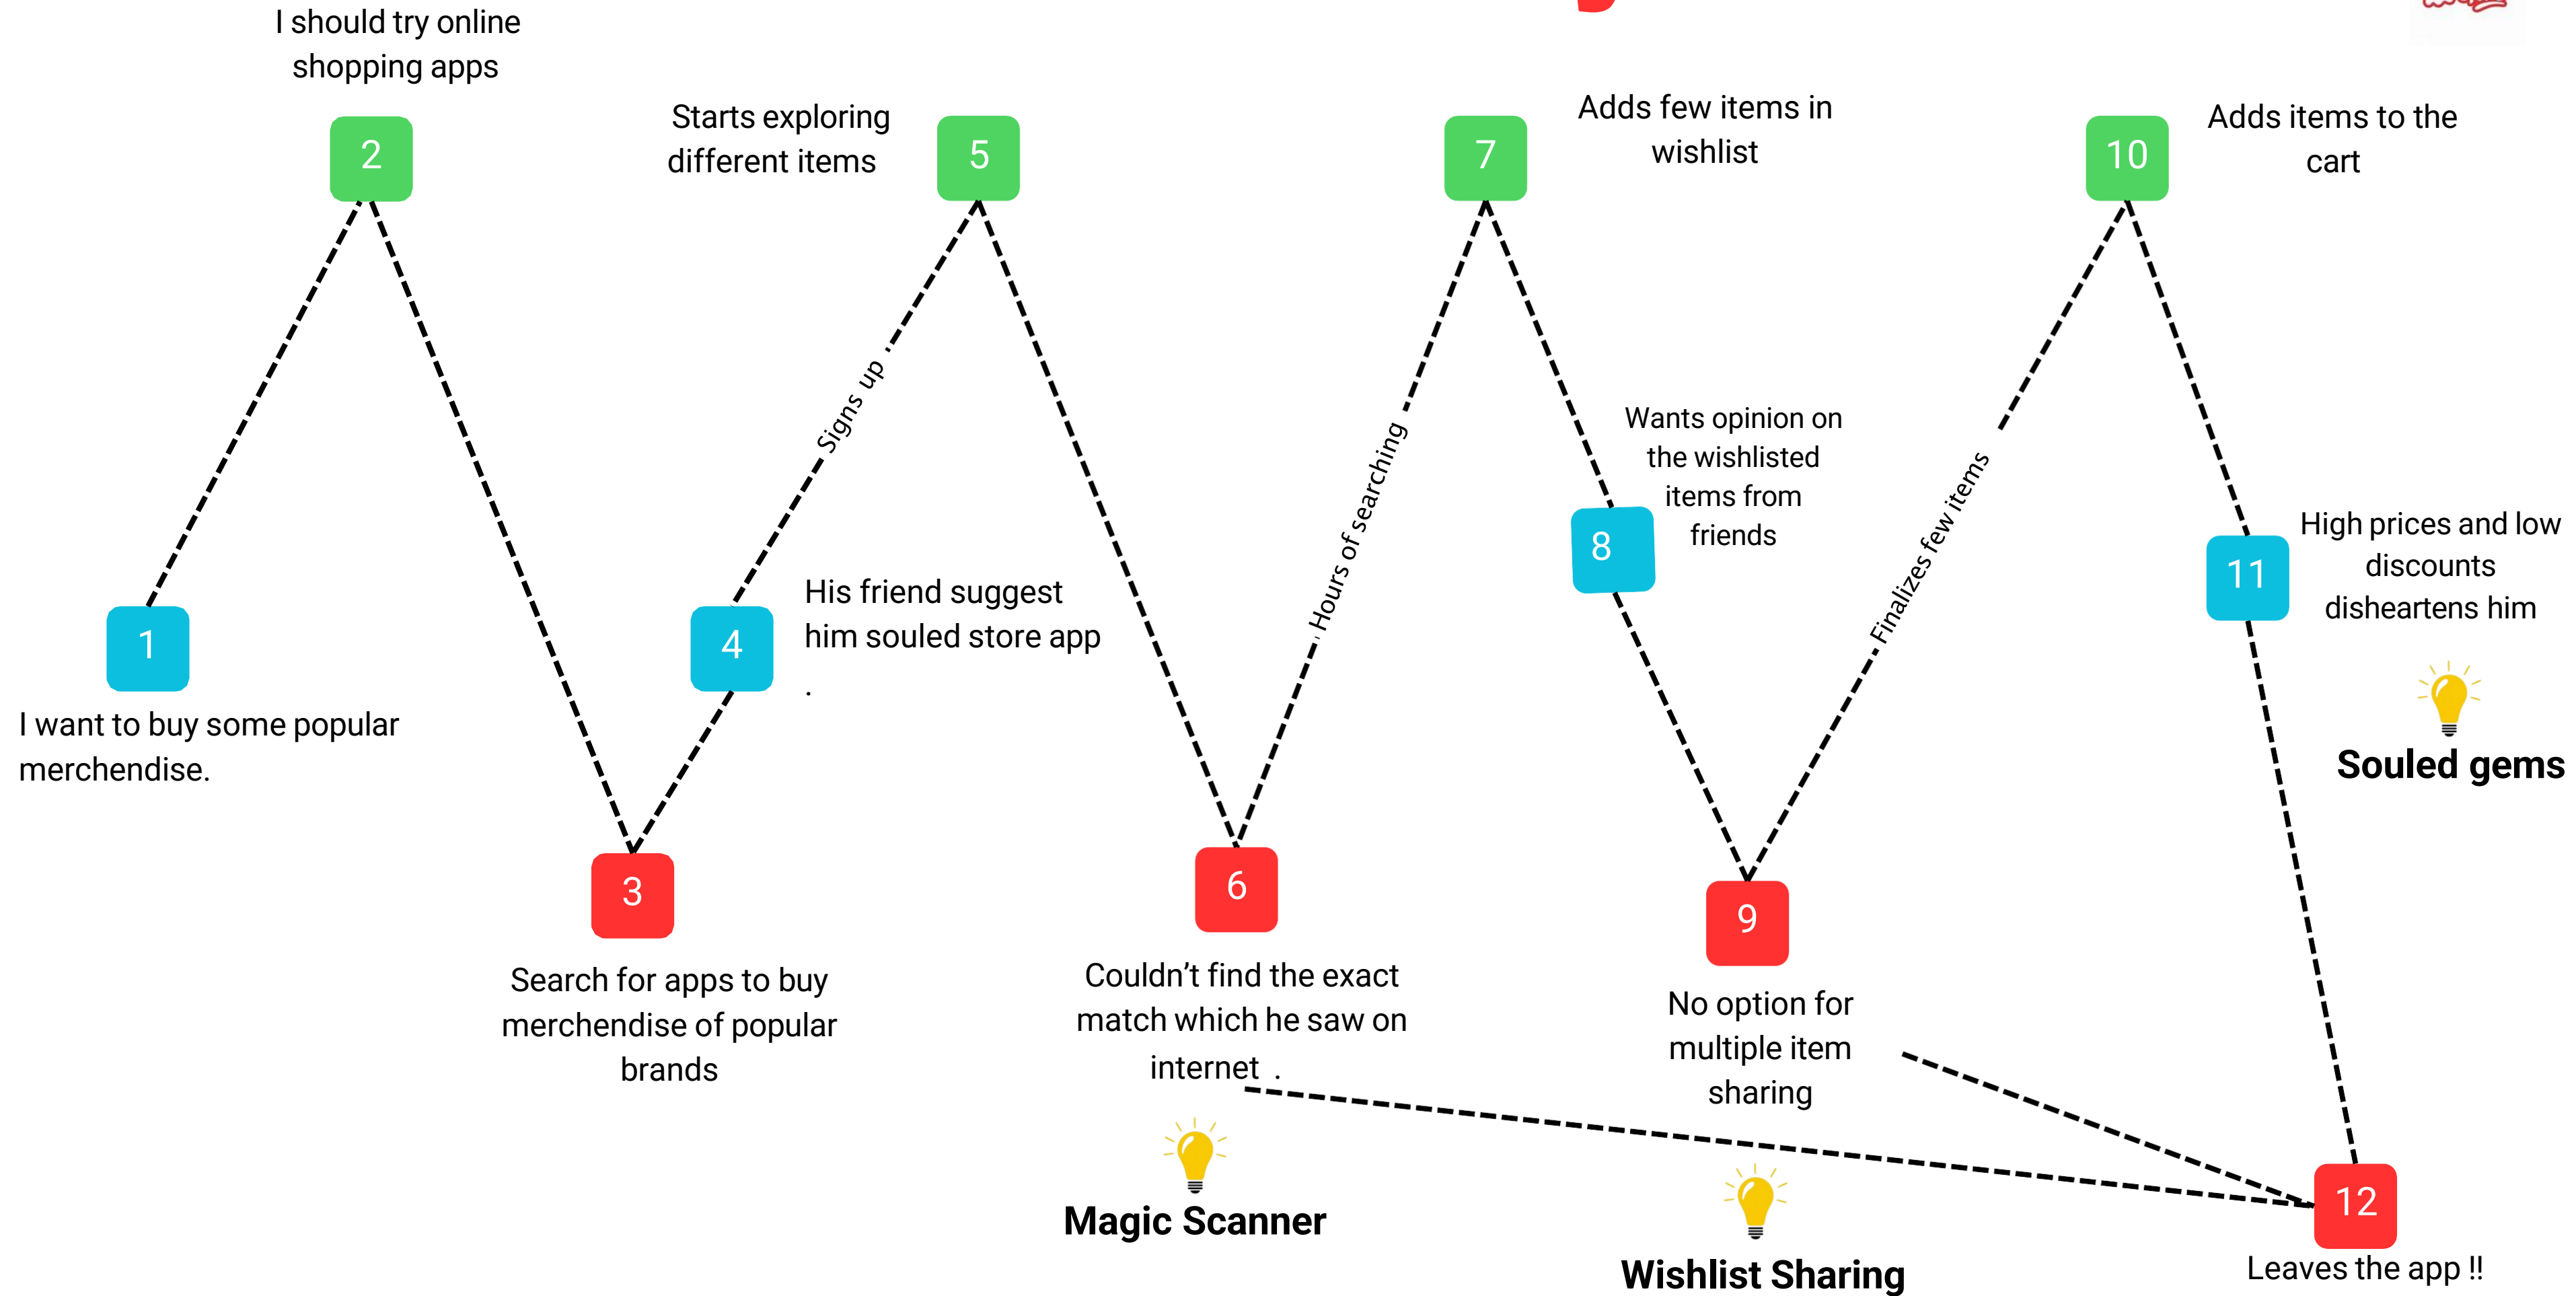 I should try online
shopping apps
2
Starts exploring
different items
5
7
Adds few items in
wishlist
10
Adds items to the
cart
Signs up
Hours of searching
Wants opinion on
the wishlisted
items from
friends
8
Finalizes few items
High prices and low
discounts
disheartens him
11
1
I want to buy some popular
merchendise.
4
His friend suggest
him souled store app
.
Souled gems
3
Search for apps to buy
merchendise of popular
brands
6
Couldn’t find the exact
match which he saw on
internet .
9
No option for
multiple item
sharing
Magic Scanner
Wishlist Sharing
12
Leaves the app !!